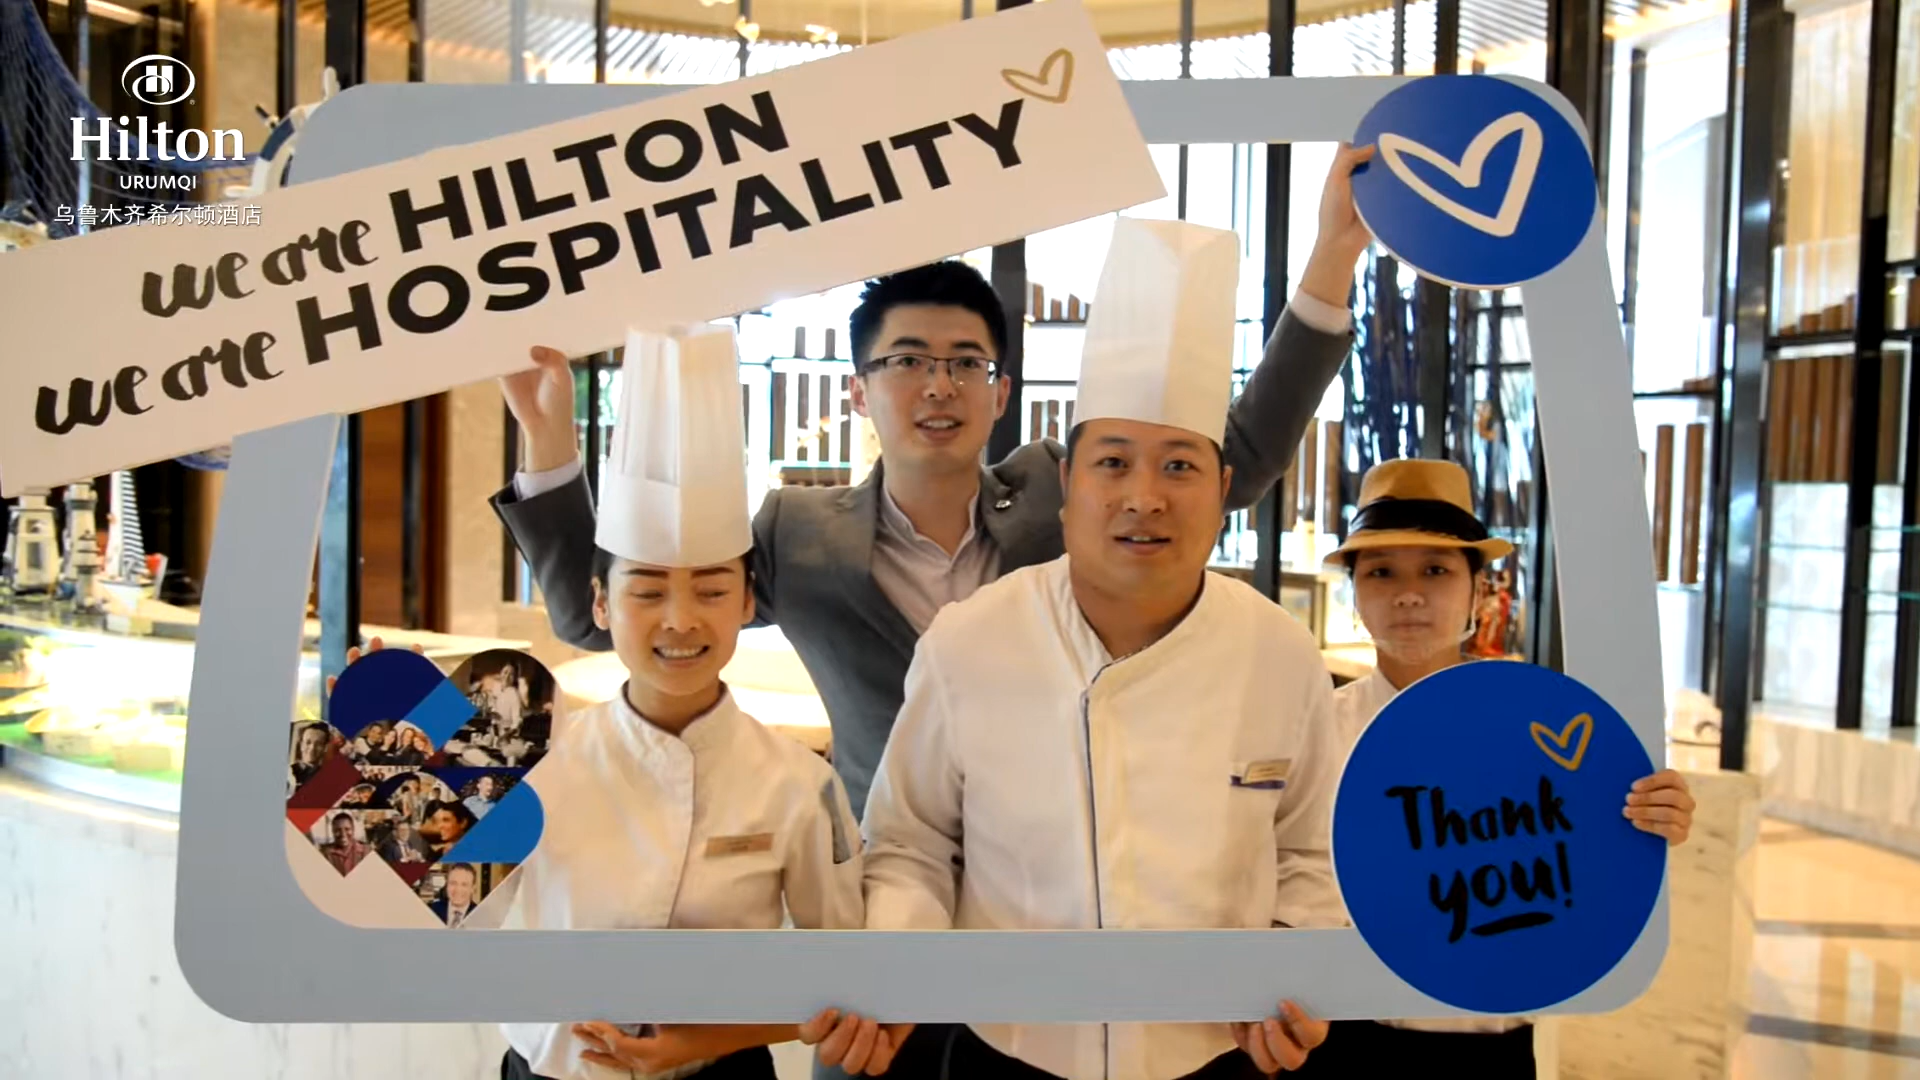 Hilton
URUMQI
乌鲁木齐希尔顿酒店
we are HILTON
we are HOSPITALITY
Thank
you!